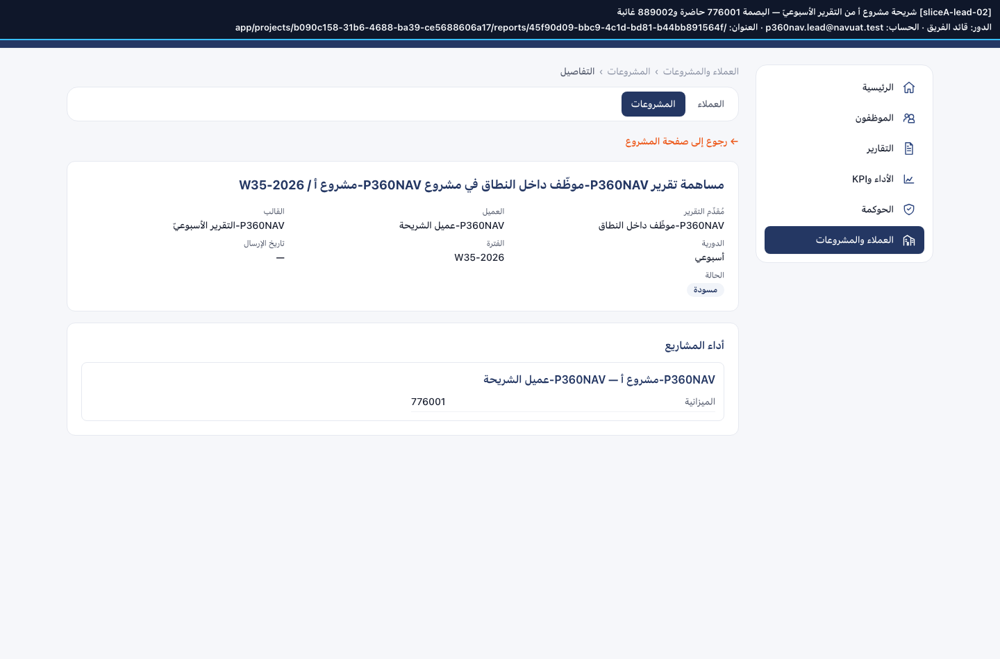 [sliceA-lead-02] شريحة مشروع أ من التقرير الأسبوعيّ — البصمة 776001 حاضرة و889002 غائبة
الدور: قائد الفريق · الحساب: p360nav.lead@navuat.test · العنوان: /app/projects/b090c158-31b6-4688-ba39-ce5688606a17/reports/45f90d09-bbc9-4c1d-bd81-b44bb891564f
الرئيسية
الموظفون
التقارير
الأداء وKPI
الحوكمة
العملاء والمشروعات
العملاء والمشروعات › المشروعات › التفاصيل
العملاء المشروعات
← رجوع إلى صفحة المشروع
مساهمة تقرير P360NAV-موظّف داخل النطاق في مشروع P360NAV-مشروع أ / 2026-W35
مُقدِّم التقرير
P360NAV-موظّف داخل النطاق
العميل
P360NAV-عميل الشريحة
القالب
P360NAV-التقرير الأسبوعيّ
الدورية
أسبوعي
الفترة
2026-W35
تاريخ الإرسال
—
الحالة
مسودة
أداء المشاريع
P360NAV-مشروع أ — P360NAV-عميل الشريحة
الميزانية 776001